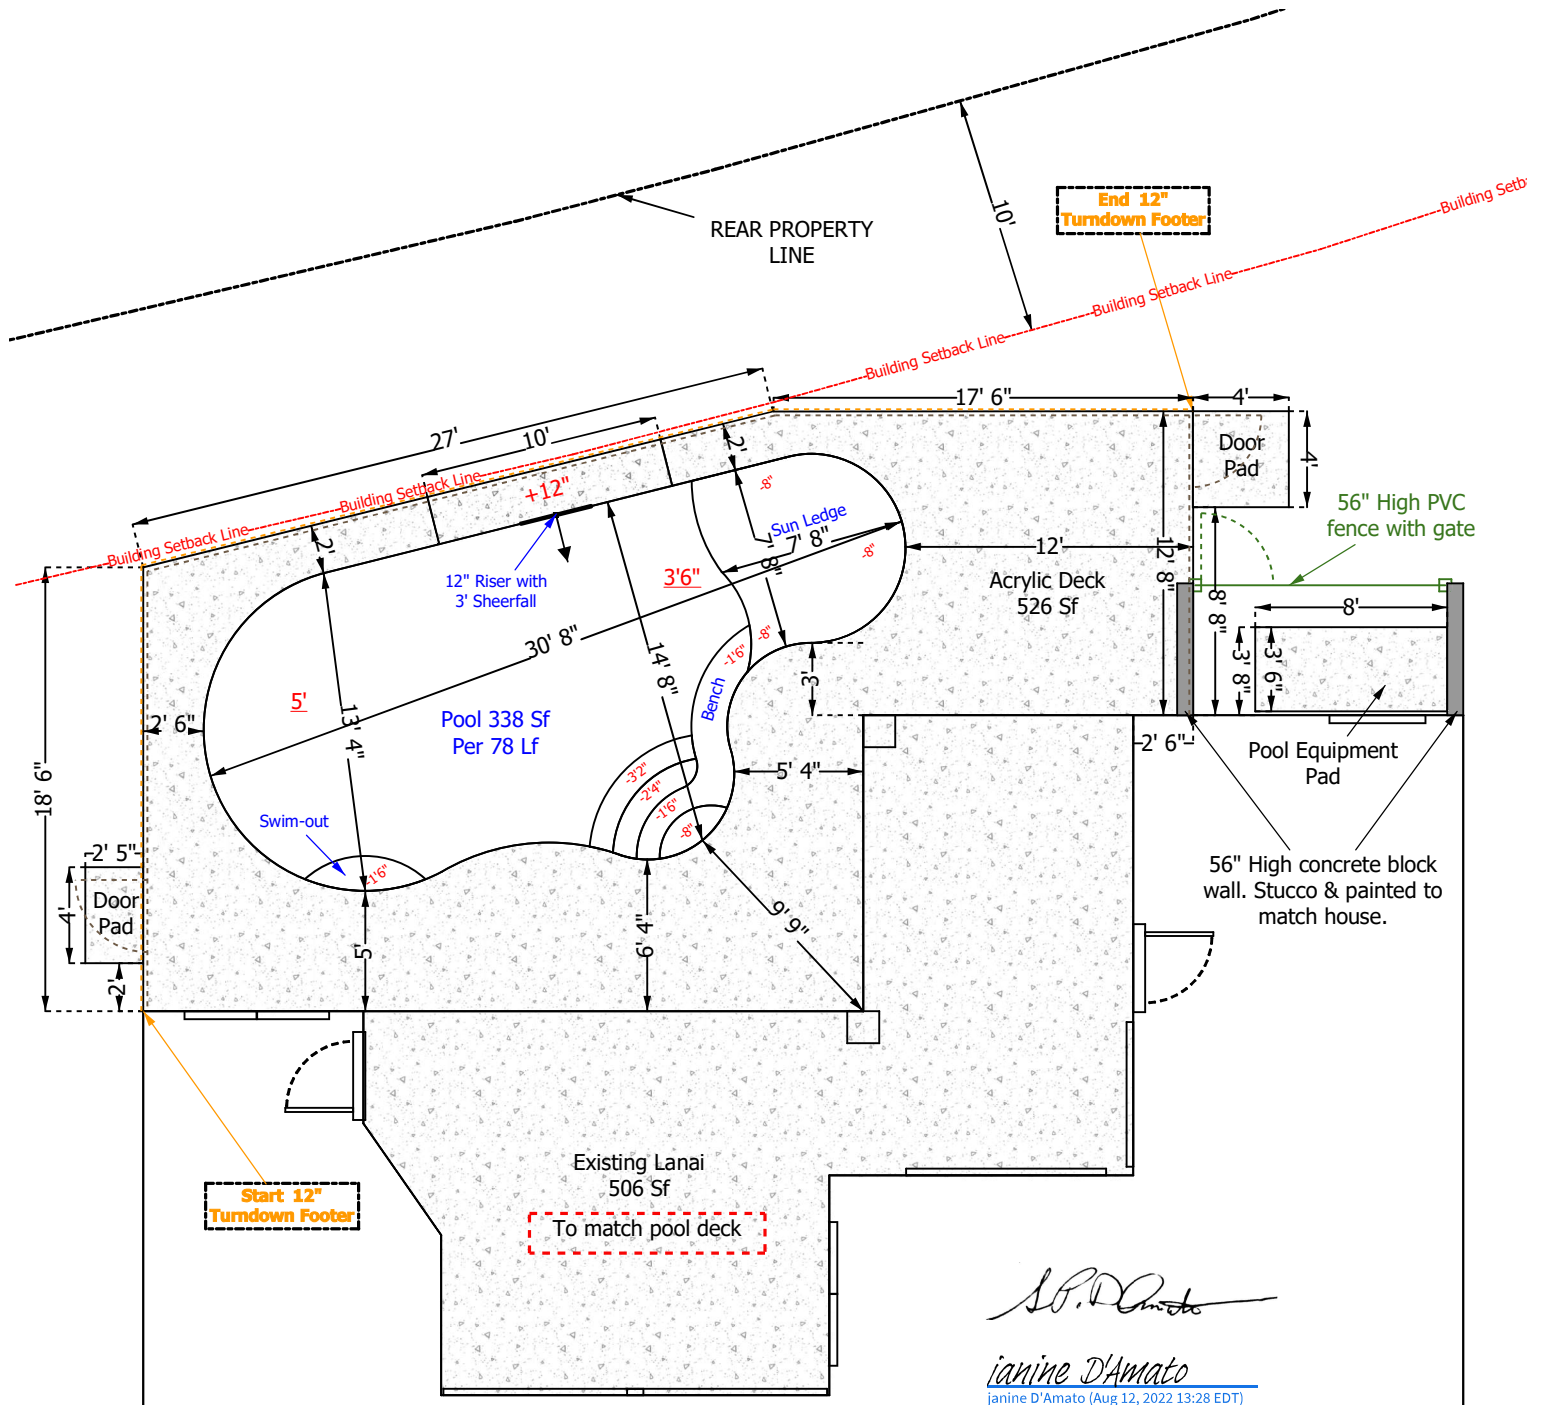 Building Setb
10'
End 12"
Turndown Footer
REAR PROPERTY
LINE
Building Setback Line
Building Setback Line
17' 6"
4'
27'
10'
2'
Door
Pad
4'
+12"
Building Setback Line
-8"
Sun Ledge
56" High PVC
fence with gate
Building Setback Line
2'
7' 8"
7' 8"
-8"
12'
12' 8"
12" Riser with
3' Sheerfall
3'6"
Acrylic Deck
526 Sf
8' 8"
8'
30' 8"
-8"
-1'6"
14' 8"
3' 8"
3' 6"
5'
Bench
3'
13' 4"
2' 6"
Pool 338 Sf
Per 78 Lf
2' 6"
Pool Equipment
Pad
18' 6"
-3'2"
-2'4"
-1'6"
-8"
5' 4"
Swim-out
2' 5"
-1'6"
56" High concrete block
wall. Stucco & painted to
match house.
Door
Pad
4'
9' 9"
5'
6' 4"
2'
Existing Lanai
506 Sf
To match pool deck
Start 12"
Turndown Footer
janine D'Amato
janine D'Amato (Aug 12, 2022 13:28 EDT)